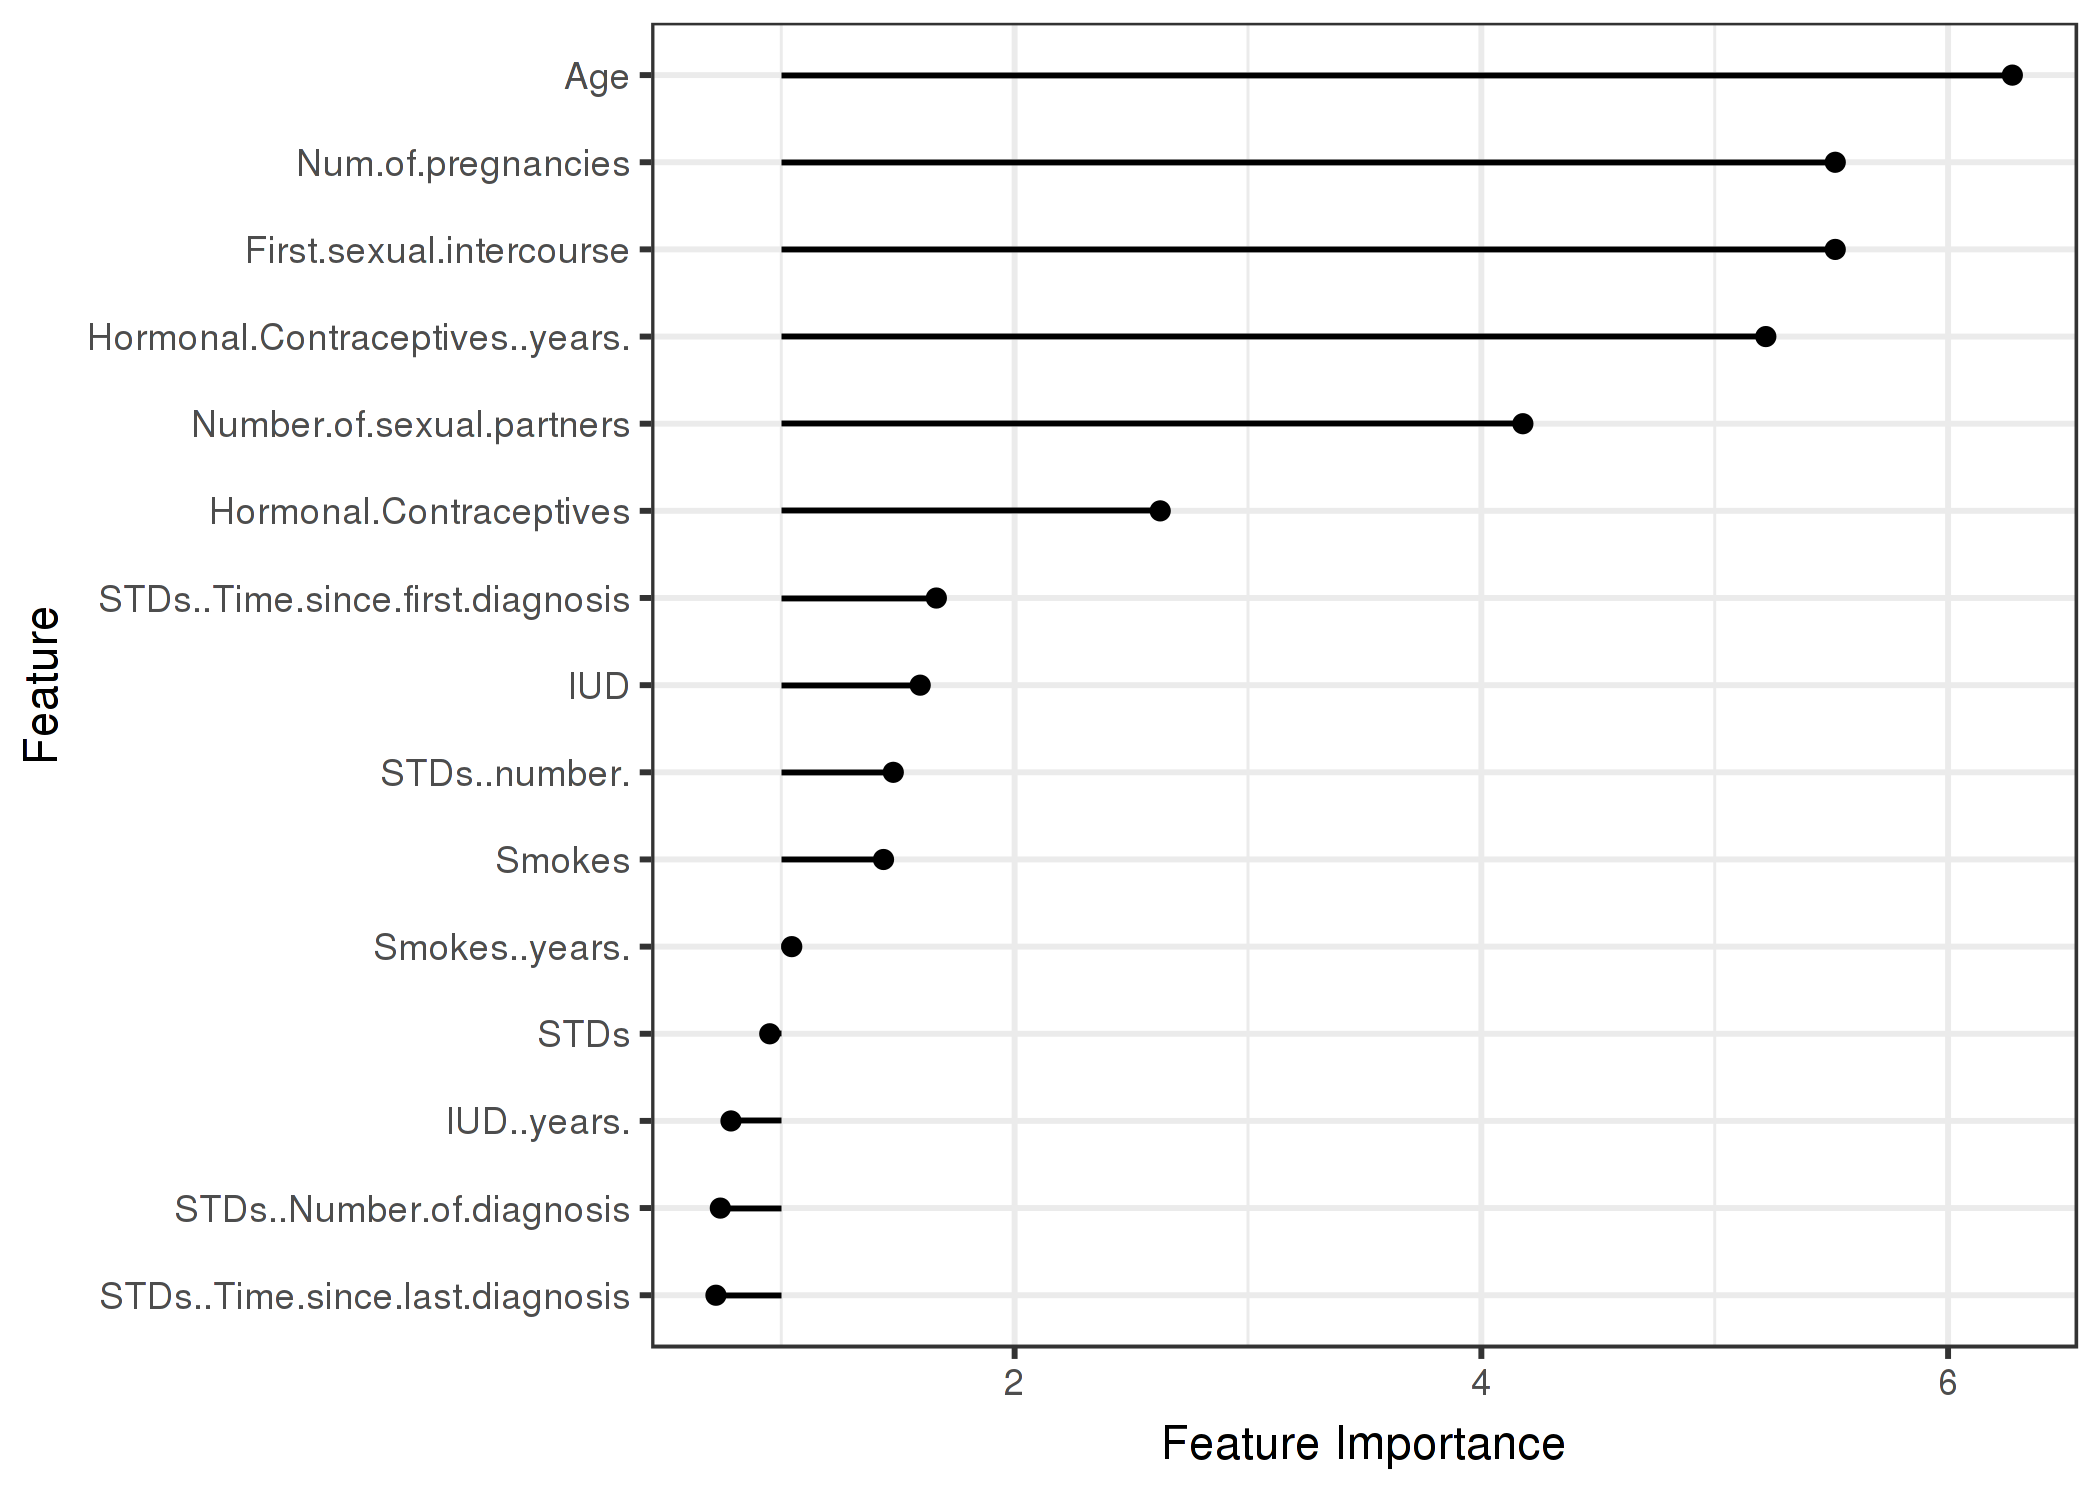 Age
Num.of.pregnancies
First.sexual.intercourse
Hormonal.Contraceptives..years.
Number.of.sexual.partners
Hormonal.Contraceptives
STDs..Time.since.first.diagnosis
IUD
STDs..number.
Smokes
Smokes..years.
STDs
IUD..years.
STDs..Number.of.diagnosis
STDs..Time.since.last.diagnosis
Feature
2 4 6
Feature Importance